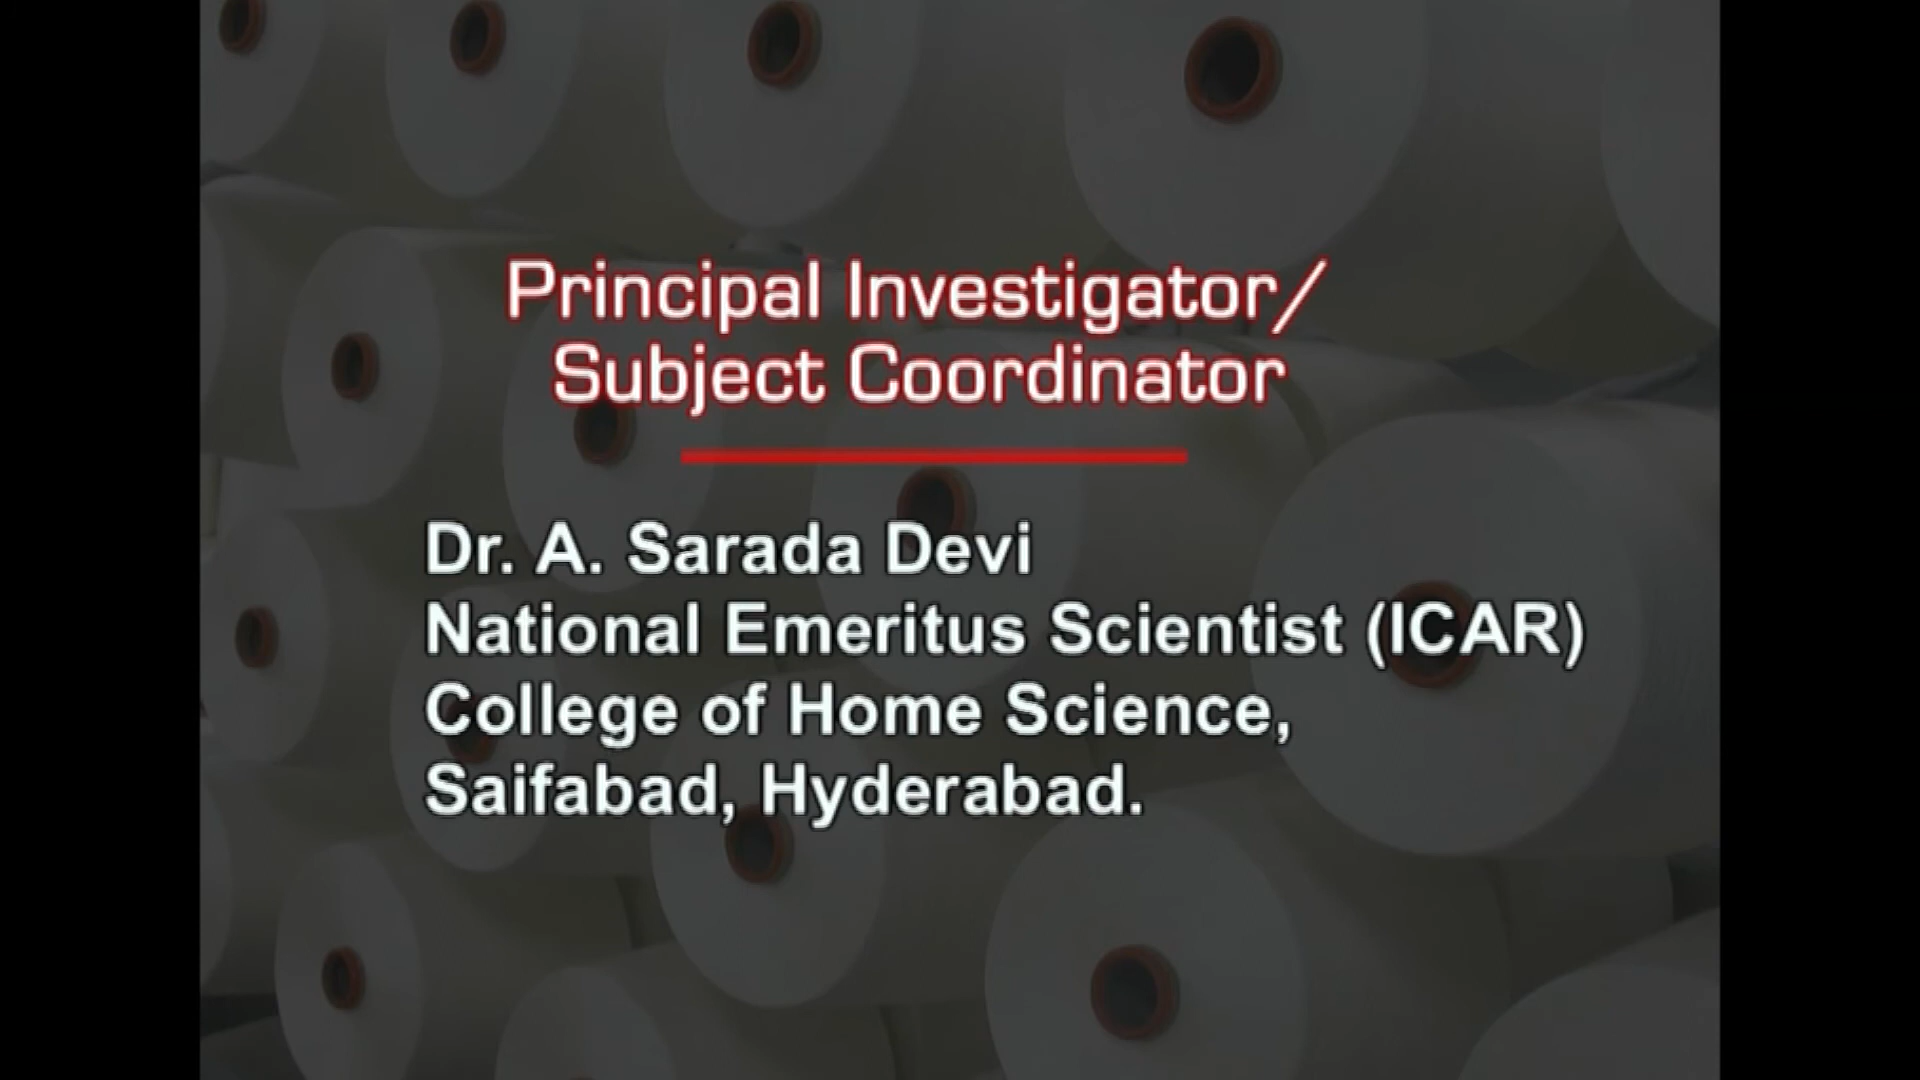 Principal Investigator/
Subject Coordinator
Dr. A. Sarada Devi
National Emeritus Scientist (ICAR)
College of Home Science,
Saifabad, Hyderabad.